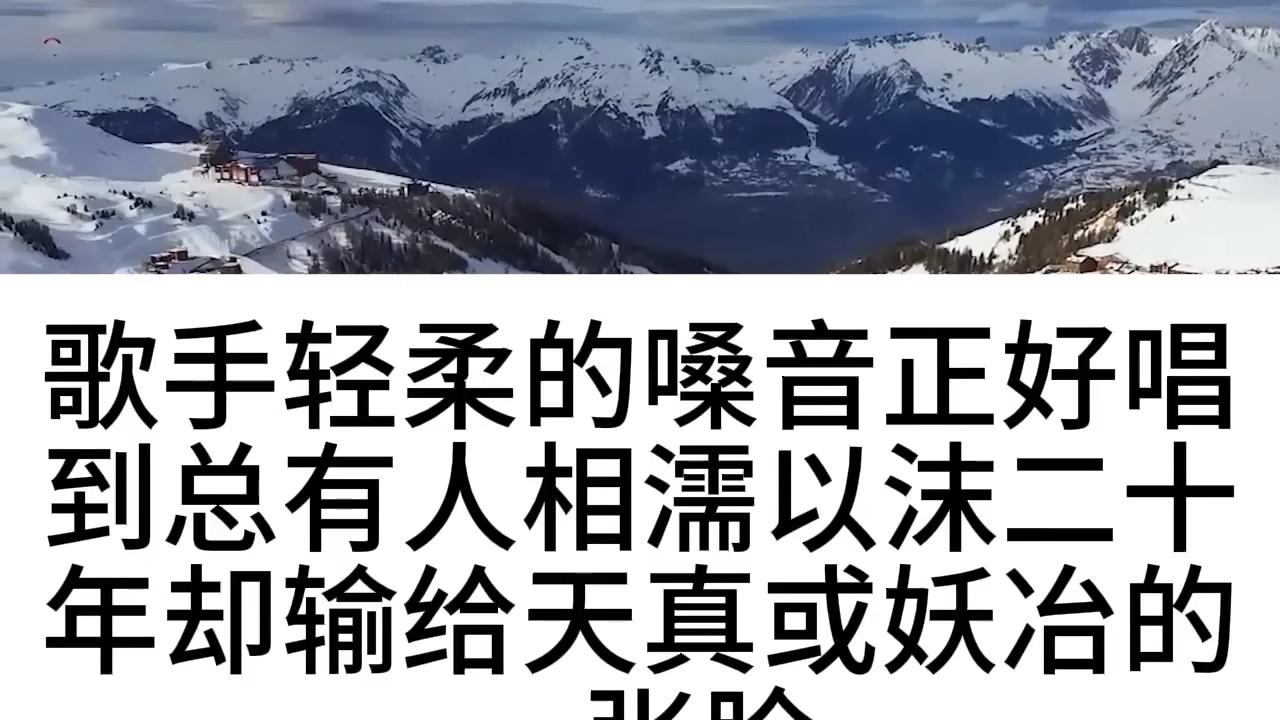 歌手轻柔的嗓音正好唱
到总有人相濡以沫二十
年却输给天真或妖冶的